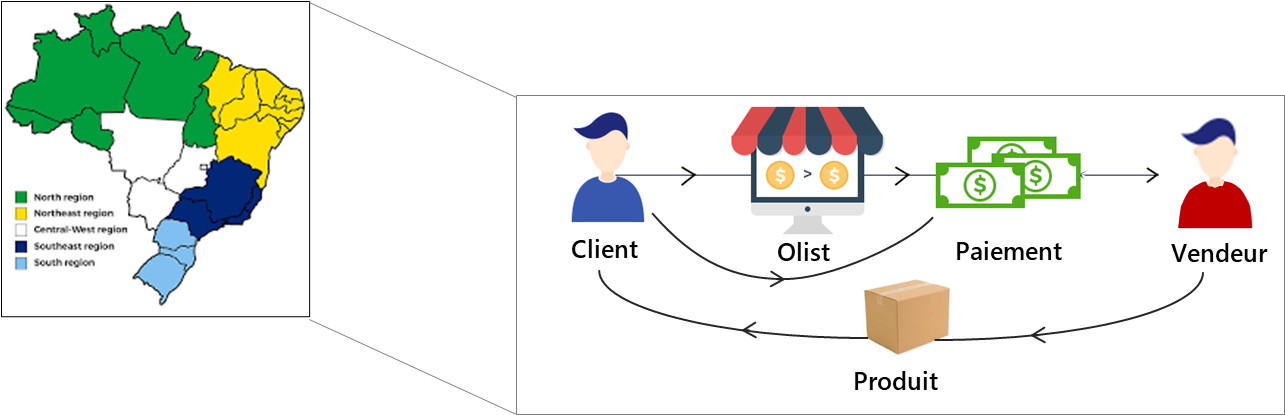 North region
Northeast region
Central-West region
Southeast region
South region
$ > $
$ $ $
Client
Olist
Paiement
Vendeur
Produit